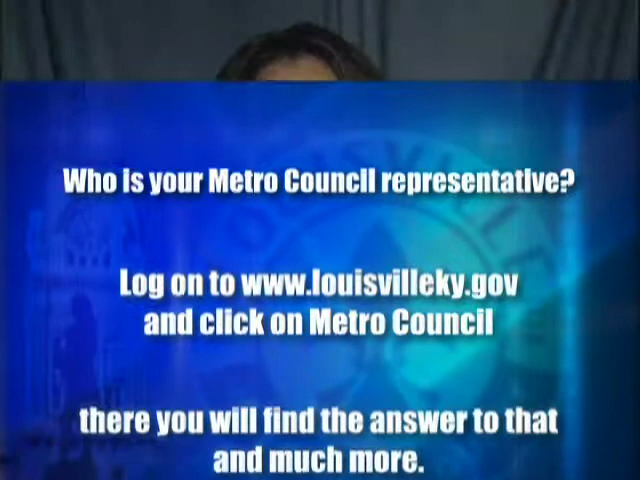 Who is your Metro Council representative?
Log on to www.louisvilleky.gov
and click on Metro Council
there you will find the answer to that
and much more.
LOUISVILLE